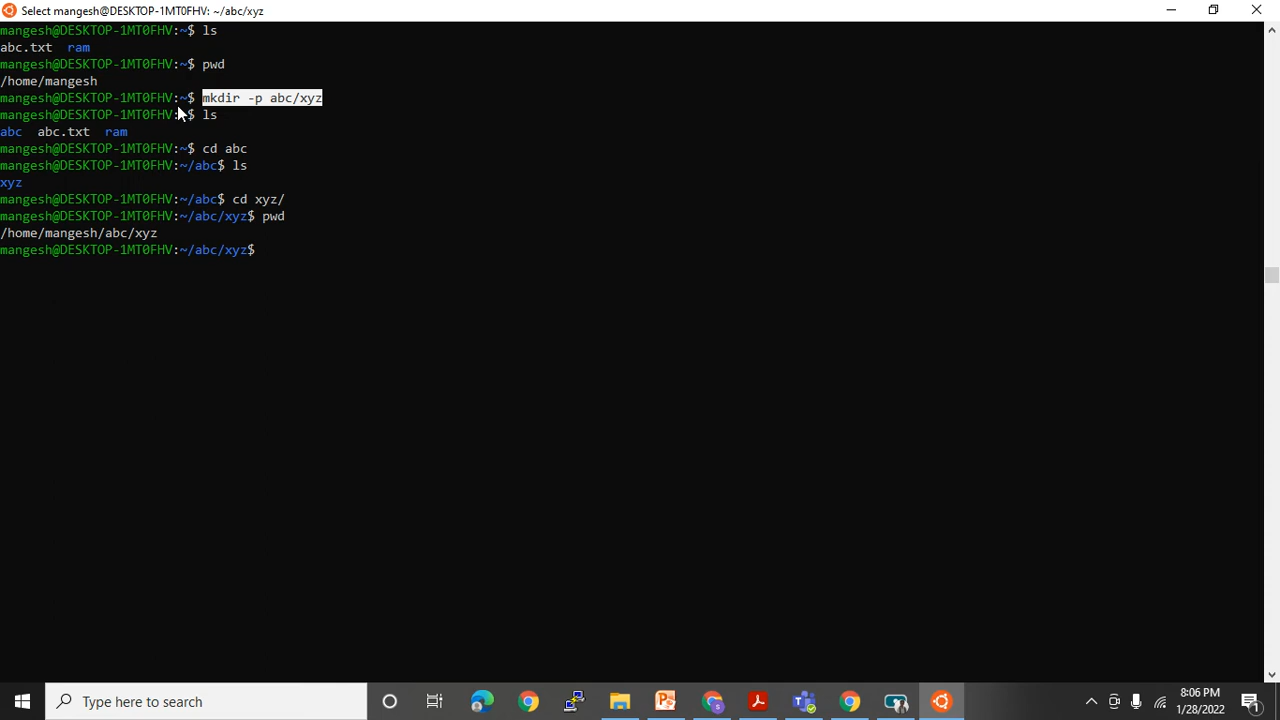 Select mangesh@DESKTOP-1MT0FHV: ~/abc/xyz
mangesh@DESKTOP-1MT0FHV:~$ ls
abc.txt ram
mangesh@DESKTOP-1MT0FHV:~$ pwd
/home/mangesh
mangesh@DESKTOP-1MT0FHV:~$ mkdir -p abc/xyz
mangesh@DESKTOP-1MT0FHV:~$ ls
abc abc.txt ram
mangesh@DESKTOP-1MT0FHV:~$ cd abc
mangesh@DESKTOP-1MT0FHV:~/abc$ ls
xyz
mangesh@DESKTOP-1MT0FHV:~/abc$ cd xyz/
mangesh@DESKTOP-1MT0FHV:~/abc/xyz$ pwd
/home/mangesh/abc/xyz
mangesh@DESKTOP-1MT0FHV:~/abc/xyz$
Type here to search
8:06 PM
1/28/2022